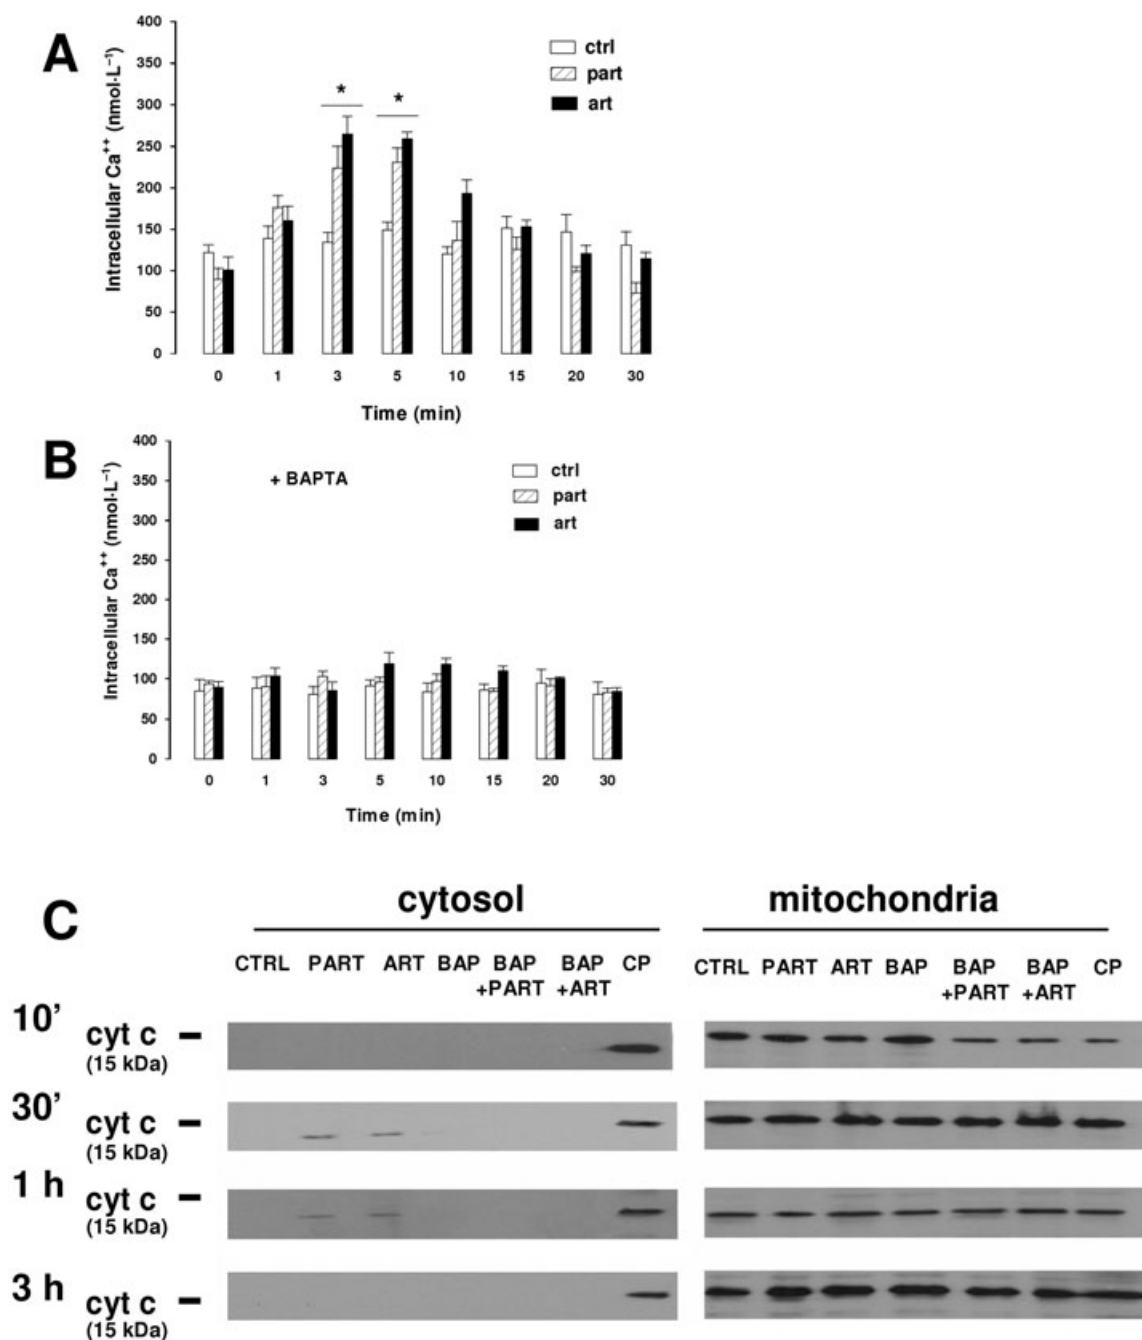 A
Intracellular Ca⁺⁺ (nmol·L⁻¹)
400
350
300
250
200
150
100
50
0
ctrl
part
art
*
*
0 1 3 5 10 15 20 30
Time (min)
B
Intracellular Ca⁺⁺ (nmol·L⁻¹)
400
350
300
250
200
150
100
50
0
+ BAPTA
ctrl
part
art
0 1 3 5 10 15 20 30
Time (min)
C
cytosol mitochondria
CTRL PART ART BAP BAP +PART BAP +ART CP
CTRL PART ART BAP BAP +PART BAP +ART CP
10’
cyt c
(15 kDa)
30’
cyt c
(15 kDa)
1 h
cyt c
(15 kDa)
3 h
cyt c
(15 kDa)